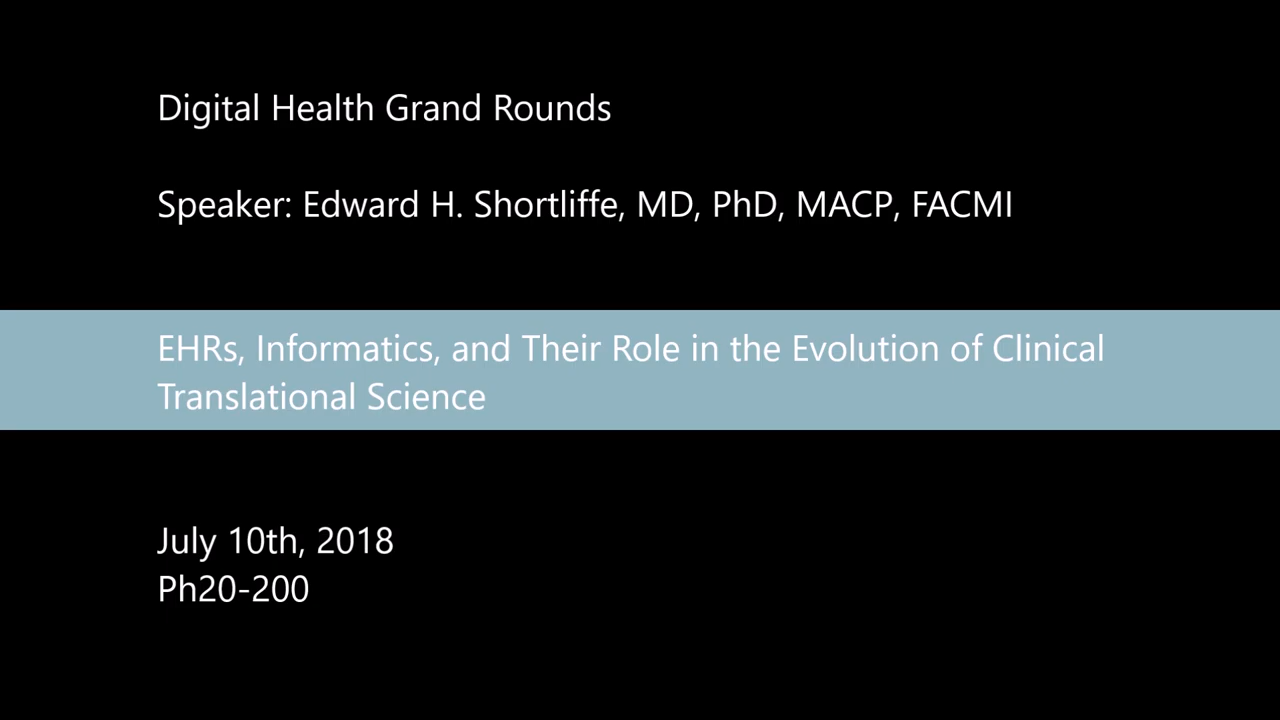 Digital Health Grand Rounds
Speaker: Edward H. Shortliffe, MD, PhD, MACP, FACMI
EHRs, Informatics, and Their Role in the Evolution of Clinical
Translational Science
July 10th, 2018
Ph20-200